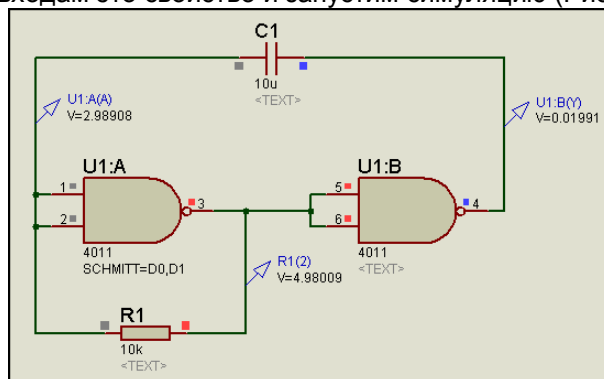 входам это свойство и запустим симуляцию (Рис
C1
10u
<TEXT>
U1:A(A)
V=2.98908
U1:B(Y)
V=0.01991
U1:A
U1:B
1
2
3
5
6
4
4011
SCHMITT=D0,D1
4011
<TEXT>
R1(2)
V=4.98009
R1
10k
<TEXT>